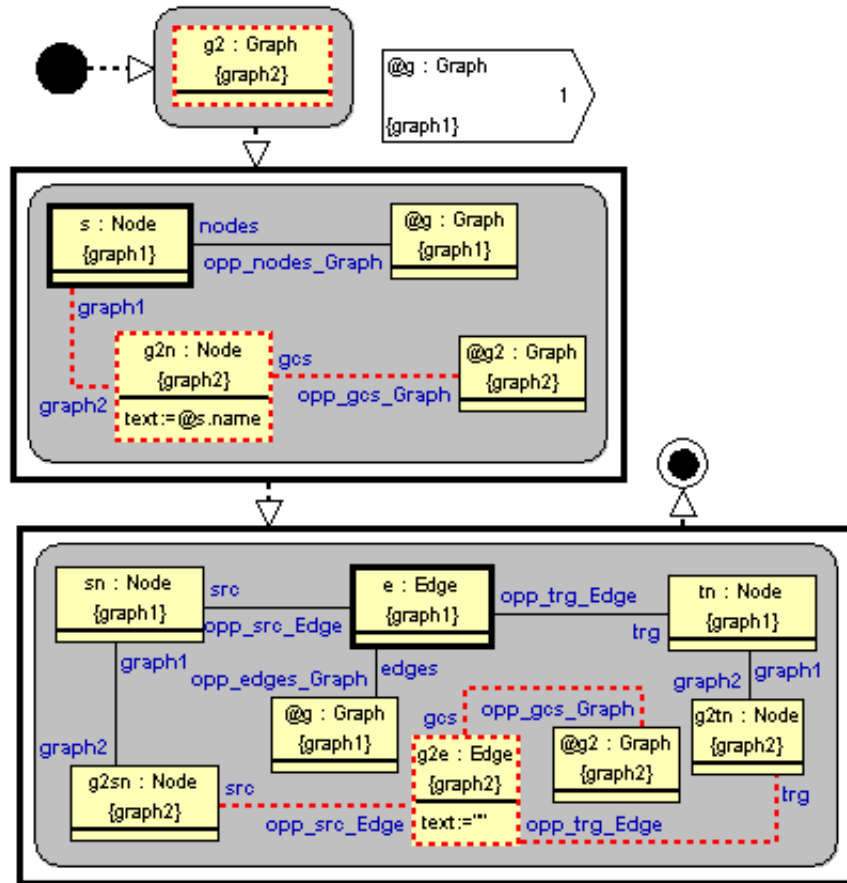 g2 : Graph
{graph2}
@g : Graph
1
{graph1}
s : Node
{graph1}
nodes
opp_nodes_Graph
@g : Graph
{graph1}
graph1
graph2
g2n : Node
{graph2}
text:=@s.name
gcs
opp_gcs_Graph
@g2 : Graph
{graph2}
sn : Node
{graph1}
src
opp_src_Edge
e : Edge
{graph1}
opp_trg_Edge
trg
tn : Node
{graph1}
graph1
graph2
opp_edges_Graph
edges
@g : Graph
{graph1}
graph2
graph1
gcs
opp_gcs_Graph
g2sn : Node
{graph2}
src
opp_src_Edge
g2e : Edge
{graph2}
text:=""
@g2 : Graph
{graph2}
g2tn : Node
{graph2}
opp_trg_Edge
trg